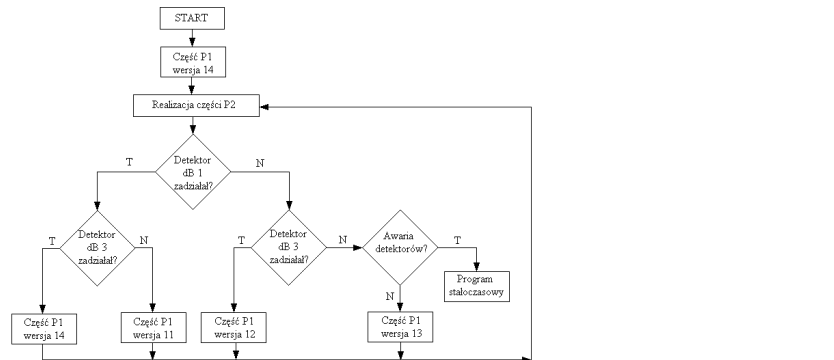 START
Część P1
wersja 14
Realizacja części P2
Detektor
dB 1
zadziałał?
T
N
Detektor
dB 3
zadziałał?
T
N
Detektor
dB 3
zadziałał?
T
N
Awaria
detektorów?
T
N
Program
stałoczasowy
Część P1
wersja 14
Część P1
wersja 11
Część P1
wersja 12
Część P1
wersja 13